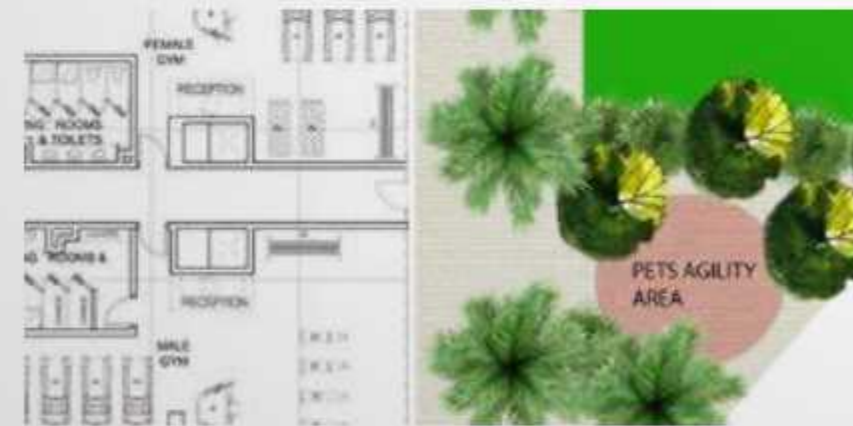 FEMALE
GYM
RECEPTION
ROOMS
& TOILETS
ROOMS &
RECEPTION
MALE
GYM
PETS AGILITY
AREA